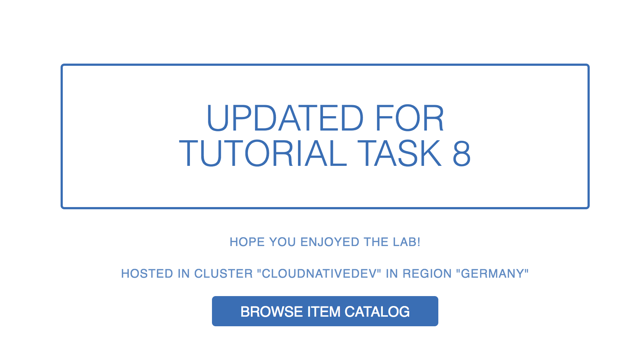 UPDATED FOR
TUTORIAL TASK 8
HOPE YOU ENJOYED THE LAB!
HOSTED IN CLUSTER "CLOUDNATIVEDEV" IN REGION "GERMANY"
BROWSE ITEM CATALOG